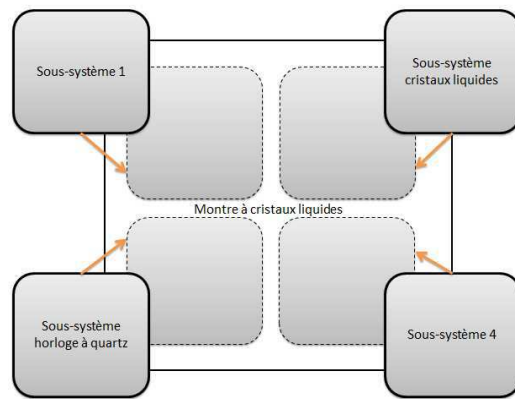 Sous-système 1
Sous-système
cristaux liquides
Montre à cristaux liquides
Sous-système
horloge à quartz
Sous-système 4